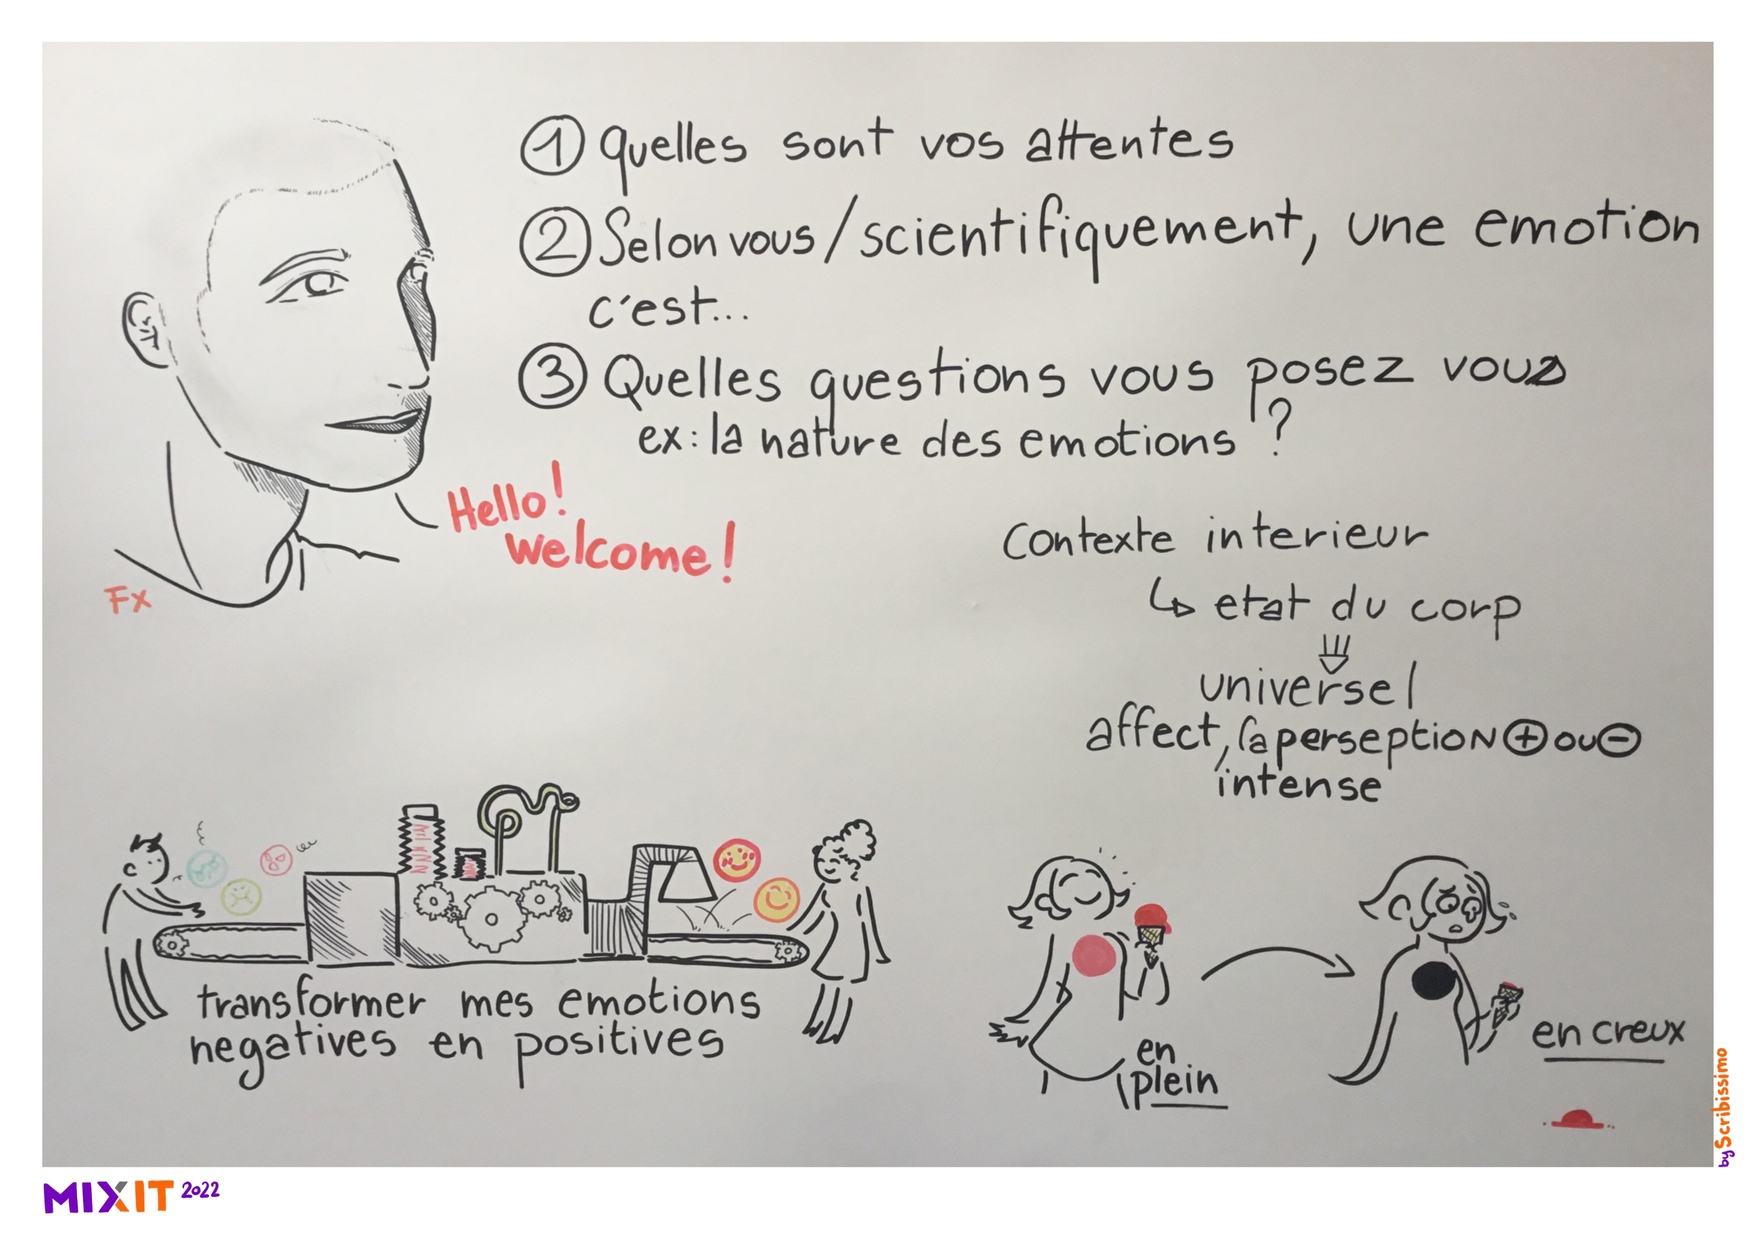 ① quelles sont vos attentes
② Selon vous/scientifiquement, une emotion
c'est...
③ Quelles questions vous posez vous
ex: la nature des emotions ?
Hello!
welcome!
Fx
Contexte interieur
↳ etat du corp
⇓
universel
affect, la perseption ⊕ ou ⊖
intense
transformer mes emotions
negatives en positives
en
plein
en creux
by Scribissimo
MIXIT 2022